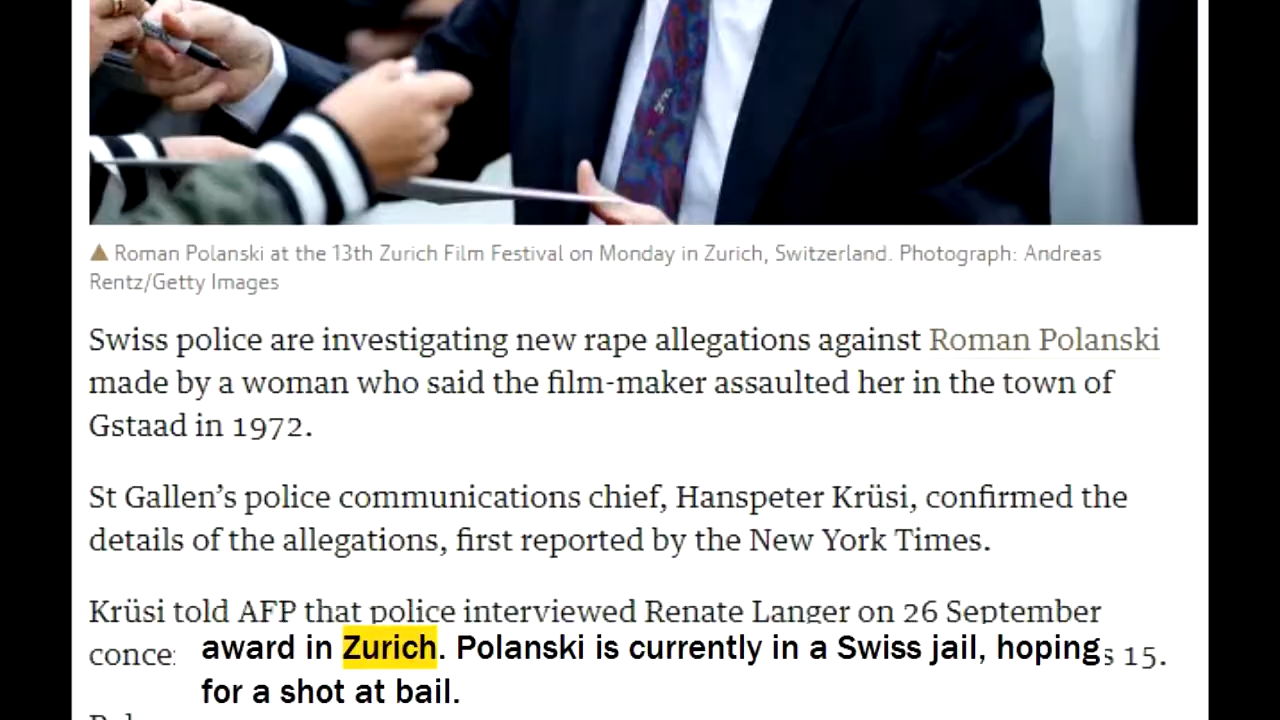 Roman Polanski at the 13th Zurich Film Festival on Monday in Zurich, Switzerland. Photograph: Andreas
Rentz/Getty Images
Swiss police are investigating new rape allegations against Roman Polanski
made by a woman who said the film-maker assaulted her in the town of
Gstaad in 1972.
St Gallen’s police communications chief, Hanspeter Krüsi, confirmed the
details of the allegations, first reported by the New York Times.
Krüsi told AFP that police interviewed Renate Langer on 26 September
15.
award in Zurich. Polanski is currently in a Swiss jail, hoping
for a shot at bail.